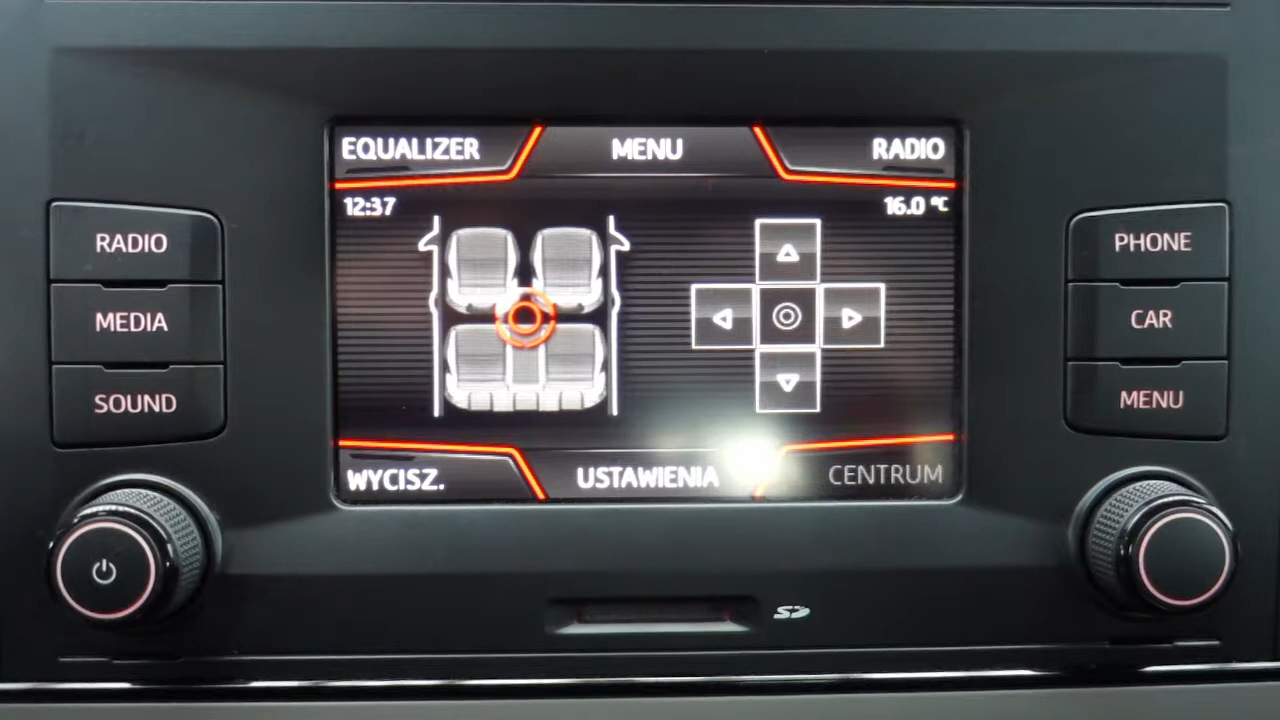 EQUALIZER MENU RADIO
12:37 16.0 °C
RADIO
MEDIA
SOUND
PHONE
CAR
MENU
WYCISZ. USTAWIENIA CENTRUM
SD